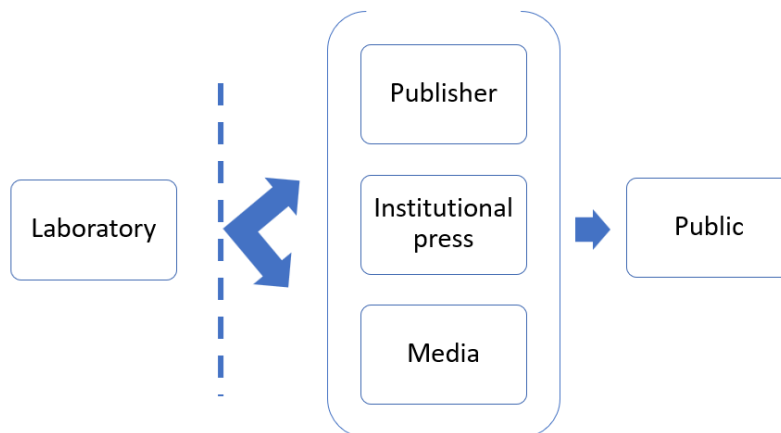 Laboratory
Publisher
Institutional
press
Media
Public